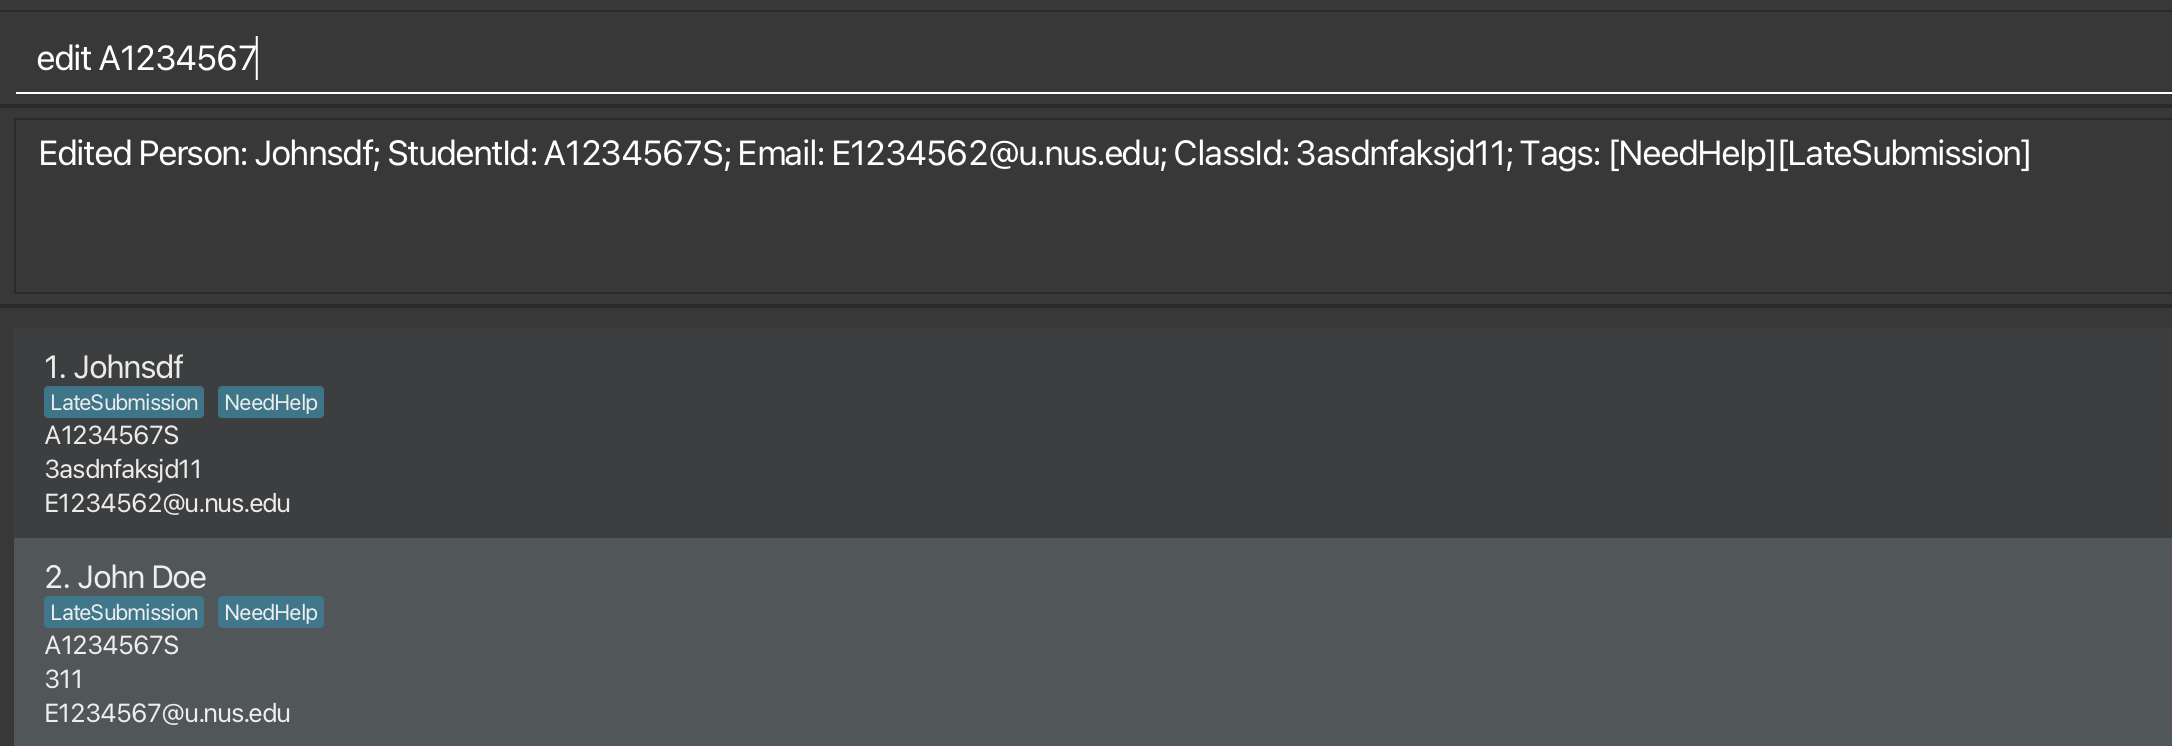 edit A1234567
Edited Person: Johnsdf; StudentId: A1234567S; Email: E1234562@u.nus.edu; ClassId: 3asdnfaksjd11; Tags: [NeedHelp][LateSubmission]
1. Johnsdf
LateSubmission NeedHelp
A1234567S
3asdnfaksjd11
E1234562@u.nus.edu
2. John Doe
LateSubmission NeedHelp
A1234567S
311
E1234567@u.nus.edu